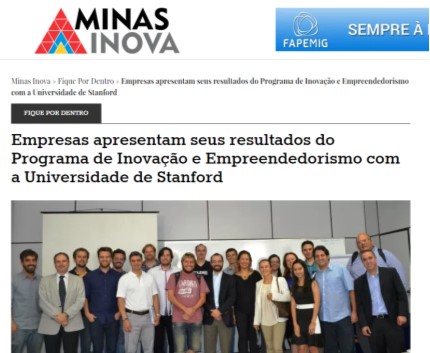 MINAS
INOVA
FAPEMIG
SEMPRE À
Minas Inova » Fique Por Dentro » Empresas apresentam seus resultados do Programa de Inovação e Empreendedorismo
com a Universidade de Stanford
FIQUE POR DENTRO
Empresas apresentam seus resultados do
Programa de Inovação e Empreendedorismo com
a Universidade de Stanford